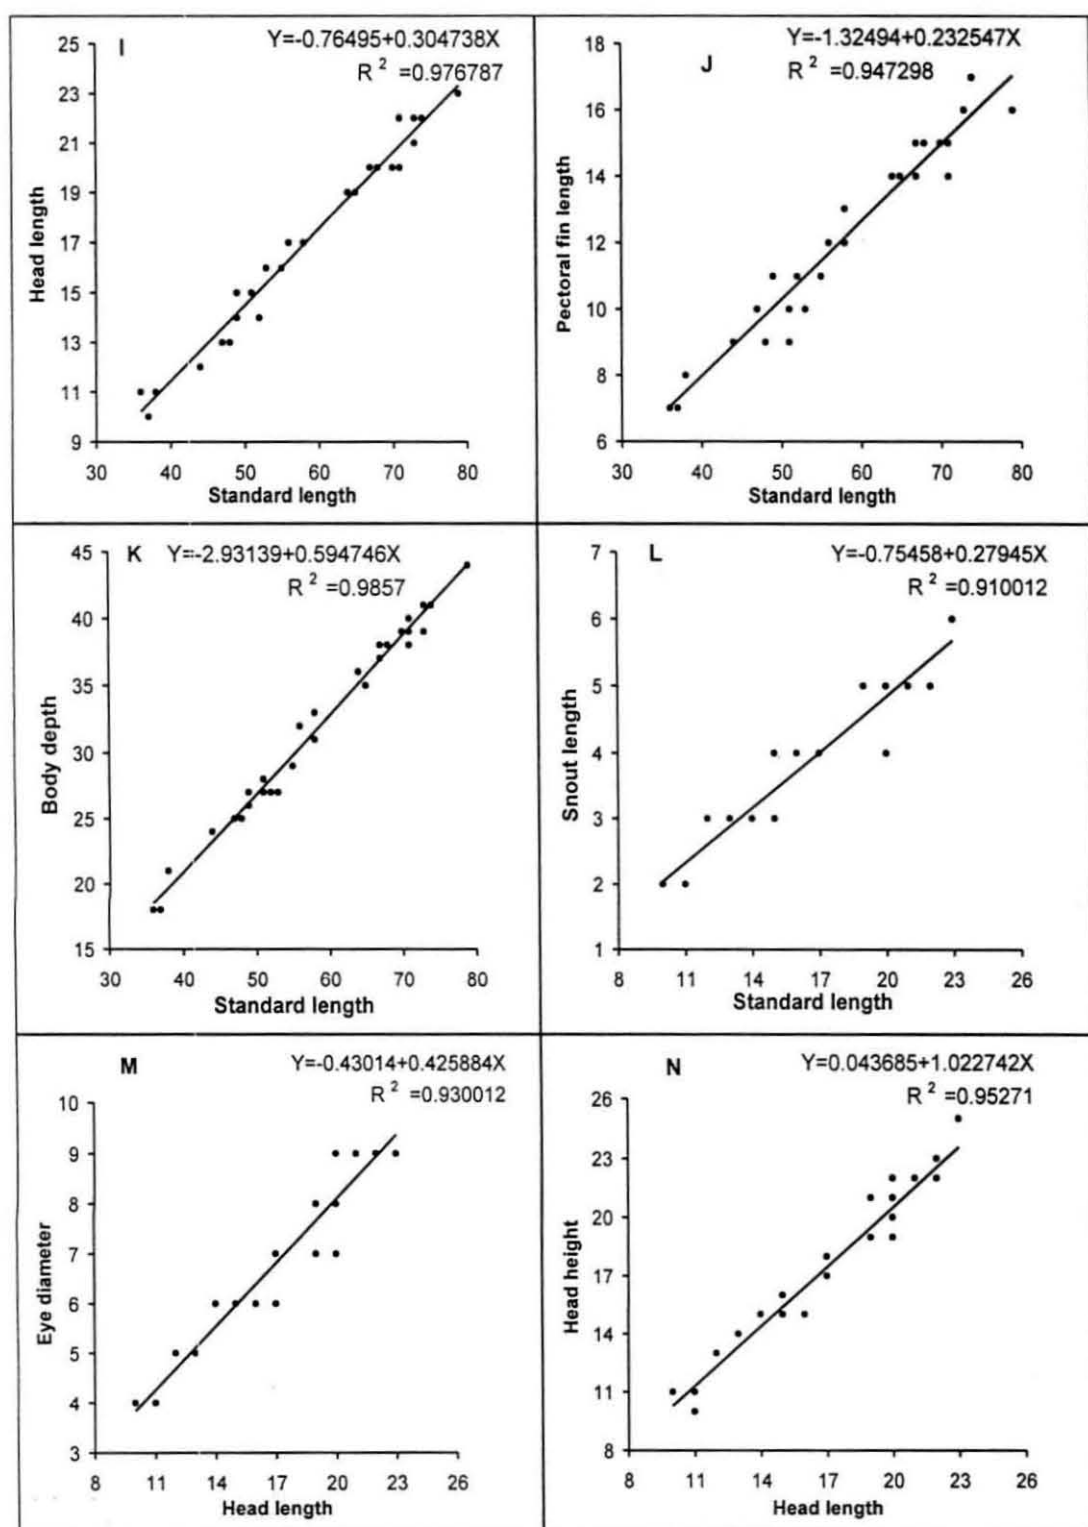 I
Y=-0.76495+0.304738X
R² =0.976787
25
23
21
19
17
15
13
11
9
Head length
30 40 50 60 70 80
Standard length
J
Y=-1.32494+0.232547X
R² =0.947298
18
16
14
12
10
8
6
Pectoral fin length
30 40 50 60 70 80
Standard length
K
Y=-2.93139+0.594746X
R² =0.9857
45
40
35
30
25
20
15
Body depth
30 40 50 60 70 80
Standard length
L
Y=-0.75458+0.27945X
R² =0.910012
7
6
5
4
3
2
1
Snout length
8 11 14 17 20 23 26
Standard length
M
Y=-0.43014+0.425884X
R² =0.930012
10
9
8
7
6
5
4
3
Eye diameter
8 11 14 17 20 23 26
Head length
N
Y=0.043685+1.022742X
R² =0.95271
26
23
20
17
14
11
8
Head height
8 11 14 17 20 23 26
Head length